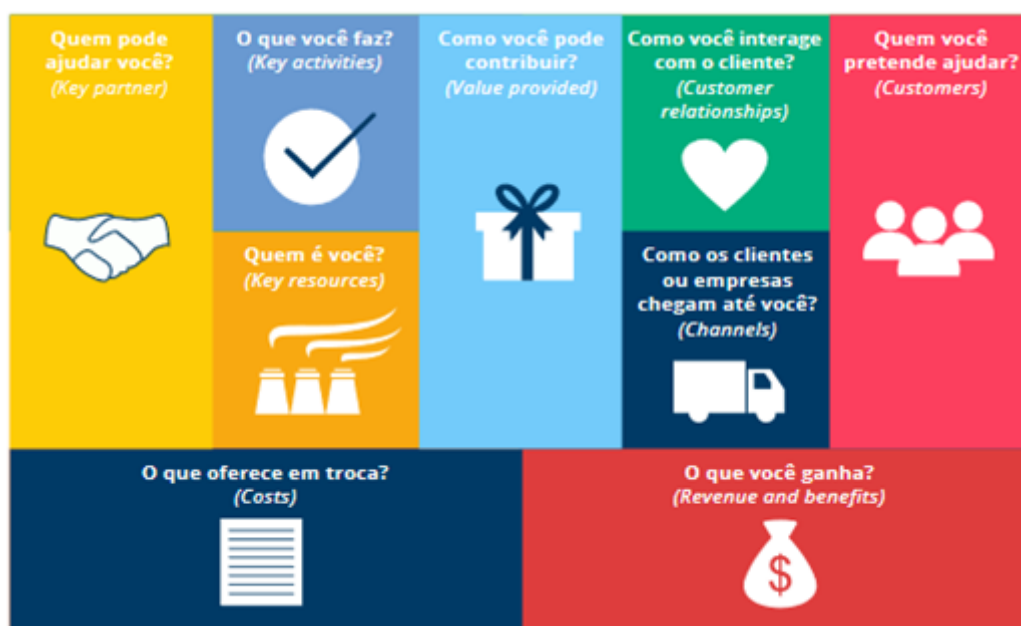 Quem pode
ajudar você?
(Key partner)
O que você faz?
(Key activities)
Quem é você?
(Key resources)
Como você pode
contribuir?
(Value provided)
Como você interage
com o cliente?
(Customer
relationships)
Como os clientes
ou empresas
chegam até você?
(Channels)
Quem você
pretende ajudar?
(Customers)
O que oferece em troca?
(Costs)
O que você ganha?
(Revenue and benefits)
$